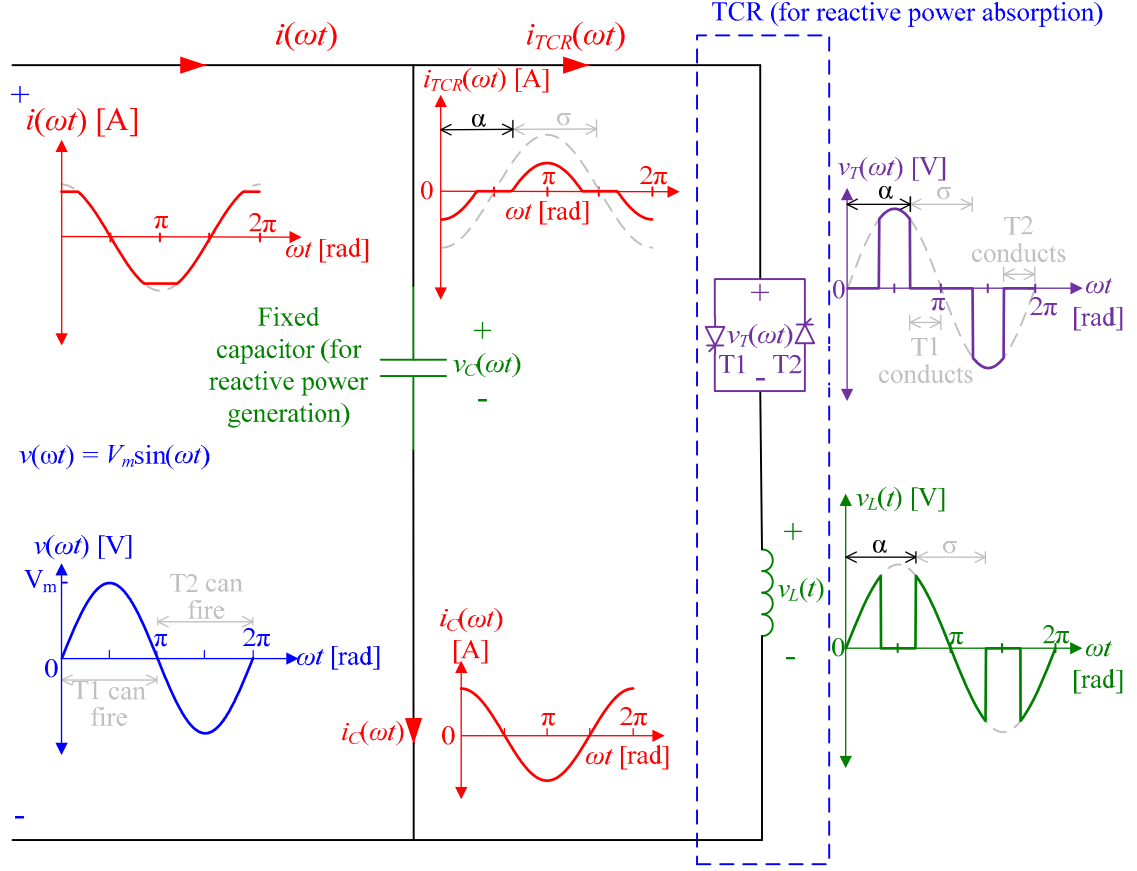 TCR (for reactive power absorption)
i(ωt)
i_TCR(ωt)
+
i(ωt) [A]
π
2π
ωt [rad]
i_TCR(ωt) [A]
α
σ
0
π
2π
ωt [rad]
v_T(ωt) [V]
α
σ
T2
conducts
0
π
2π
ωt
[rad]
T1
conducts
+
v_T(ωt)
T1
T2
-
Fixed
capacitor (for
reactive power
generation)
+
v_C(ωt)
-
v(ωt) = V_m sin(ωt)
v(ωt) [V]
V_m
T2 can
fire
π
2π
0
ωt [rad]
T1 can
fire
-
i_C(ωt)
i_C(ωt)
[A]
0
π
2π
ωt [rad]
+
v_L(t)
-
v_L(t) [V]
α
σ
0
π
2π
ωt
[rad]